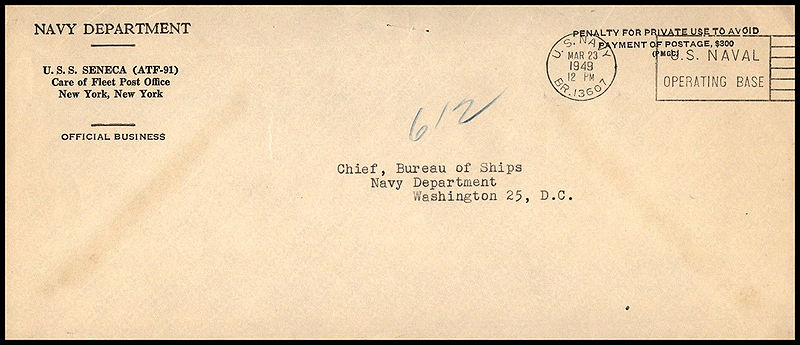 NAVY DEPARTMENT
U. S. S. SENECA (ATF-91)
Care of Fleet Post Office
New York, New York
OFFICIAL BUSINESS
PENALTY FOR PRIVATE USE TO AVOID
PAYMENT OF POSTAGE, $300
(PMGC)
U.S. NAVY
MAR 23
1949
12 PM
BR. 13607
U.S. NAVAL
OPERATING BASE
612
Chief, Bureau of Ships
Navy Department
Washington 25, D.C.